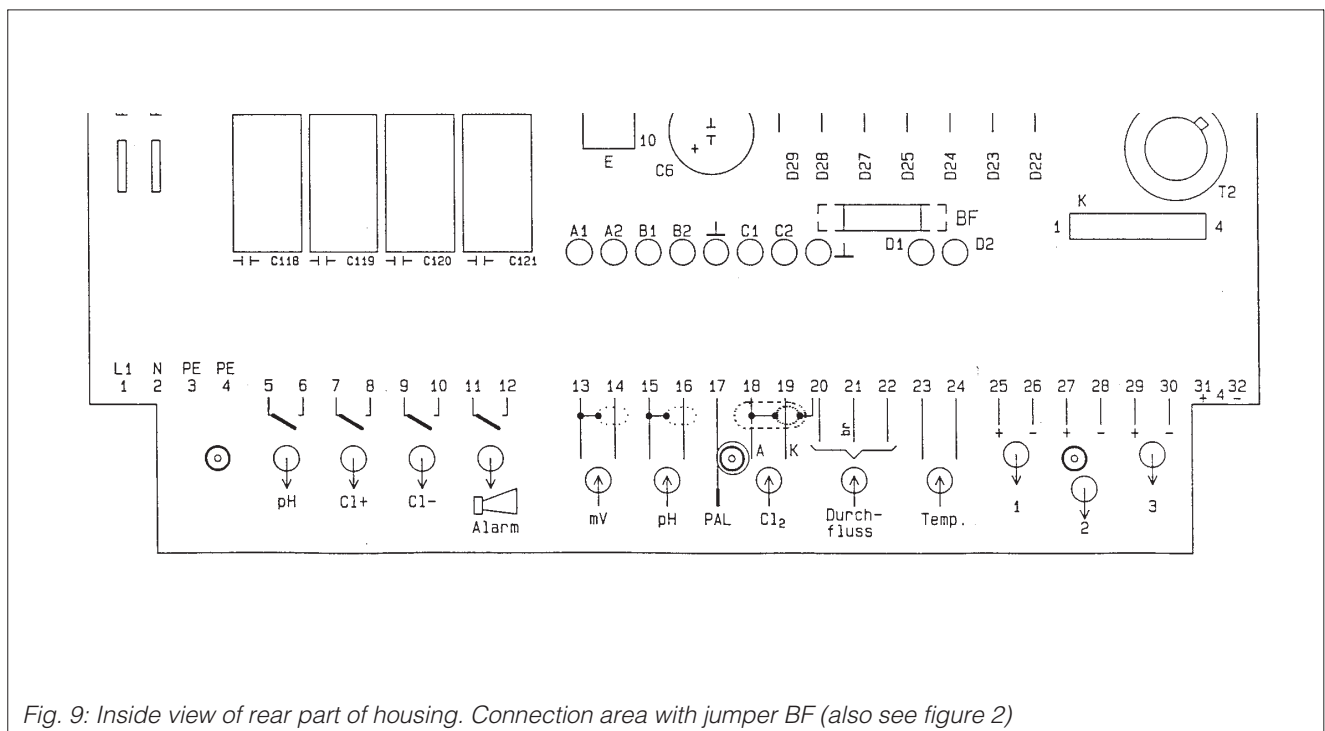 E 10
+
C6
D29 D28 D27 D25 D24 D23 D22
T2
K
1 4
BF
A1 A2 B1 B2 C1 C2 D1 D2
C118 C119 C120 C121
L1 N PE PE
1 2 3 4 5 6 7 8 9 10 11 12 13 14 15 16 17 18 19 20 21 22 23 24 25 26 27 28 29 30 31 4 32
+ -
br
+ - + - + -
A K
pH Cl+ Cl- Alarm mV pH PAL Cl2 Durch-
fluss Temp. 1 2 3
Fig. 9: Inside view of rear part of housing. Connection area with jumper BF (also see figure 2)